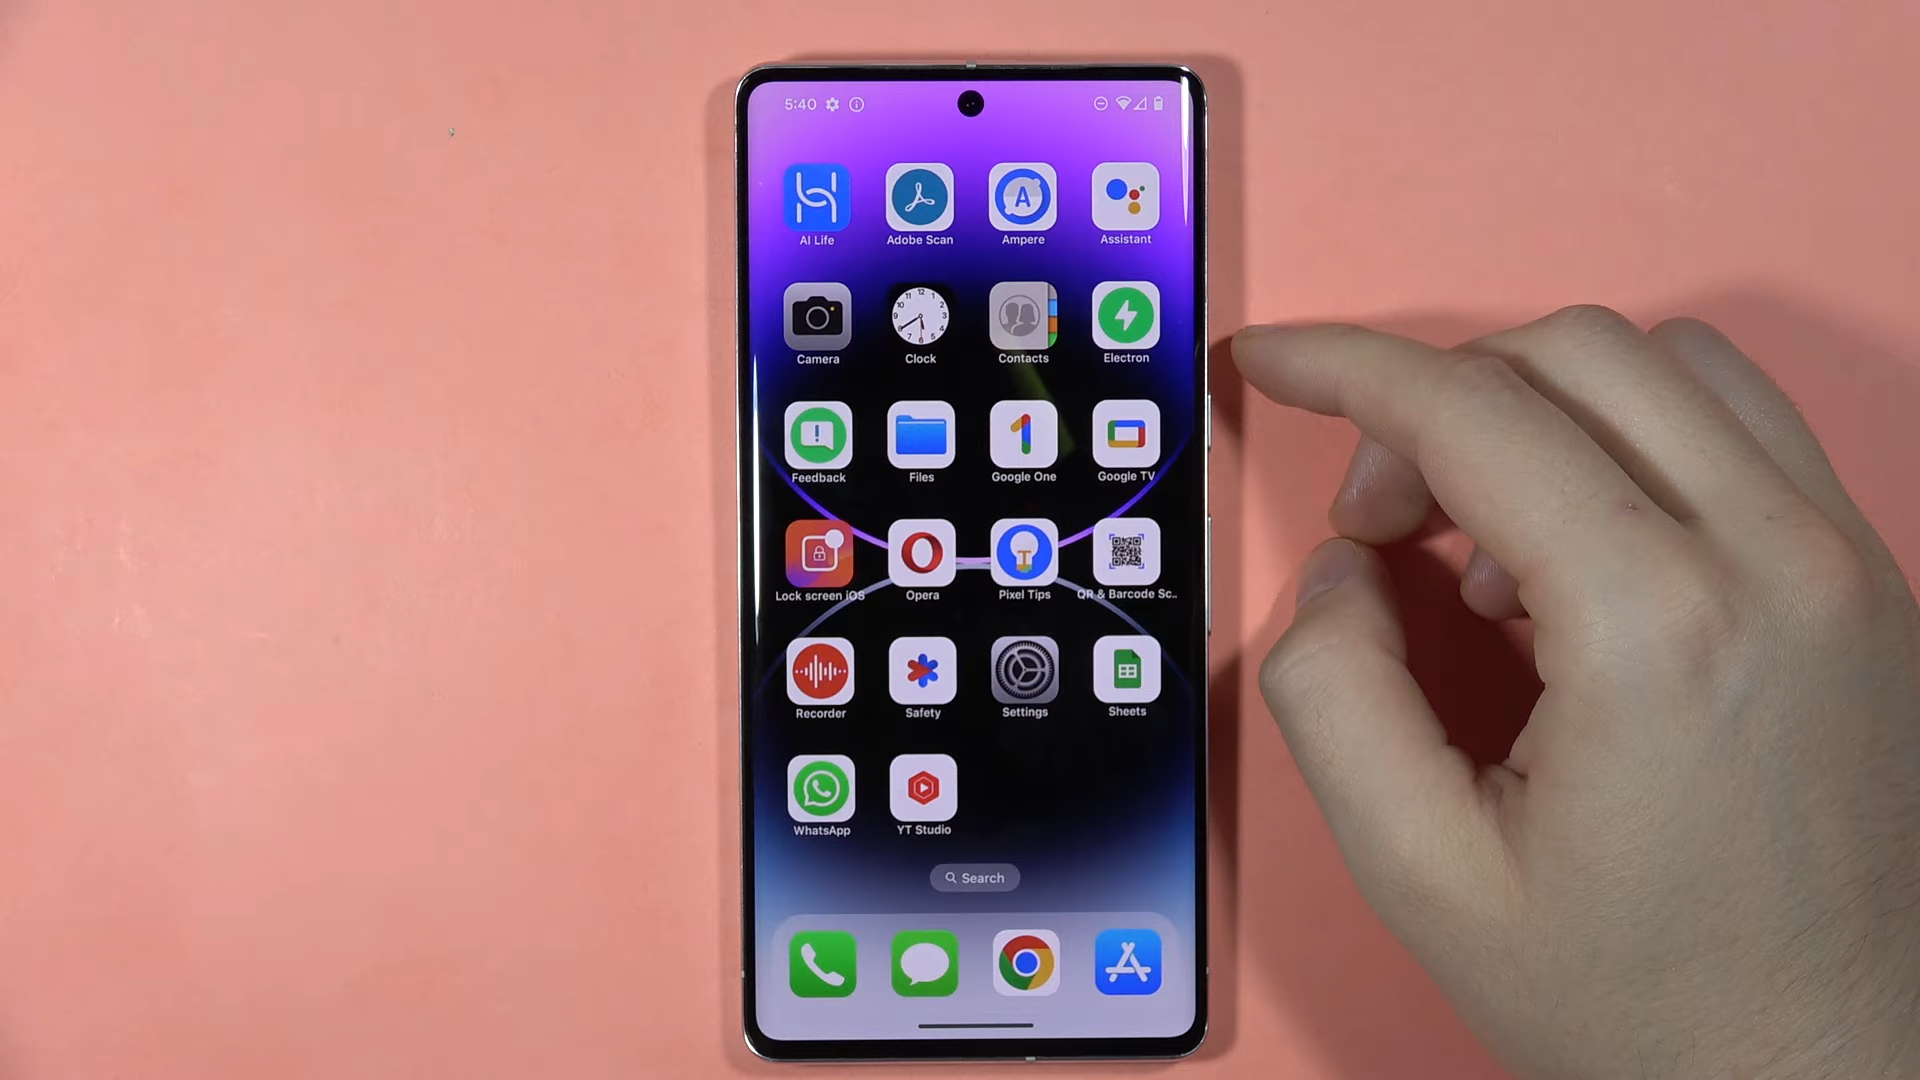 5:40
AI Life
Adobe Scan
Ampere
Assistant
Camera
Clock
Contacts
Electron
Feedback
Files
Google One
Google TV
Lock screen iOS
Opera
Pixel Tips
QR & Barcode Sc..
Recorder
Safety
Settings
Sheets
WhatsApp
YT Studio
Search